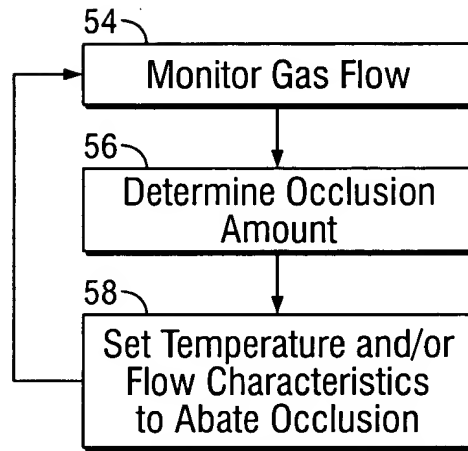 54
Monitor Gas Flow
56
Determine Occlusion
Amount
58
Set Temperature and/or
Flow Characteristics
to Abate Occlusion